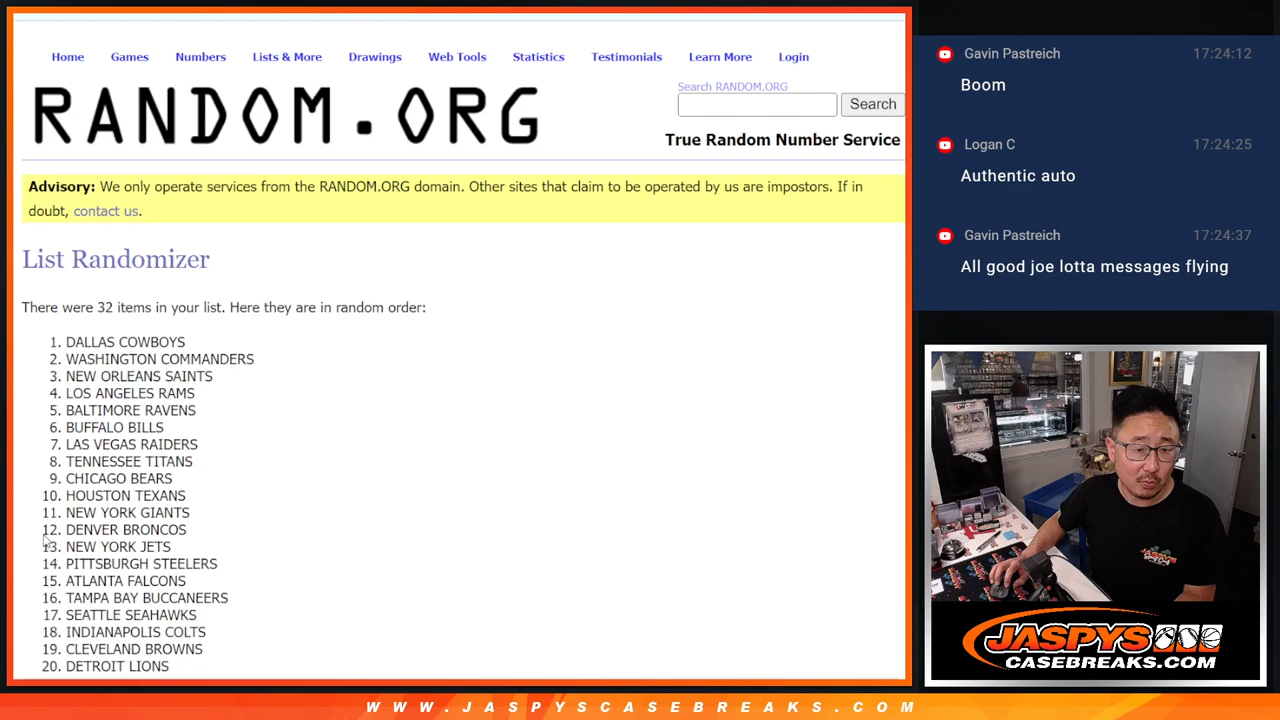 Home Games Numbers Lists & More Drawings Web Tools Statistics Testimonials Learn More Login
RANDOM.ORG
Search RANDOM.ORG
Search
True Random Number Service
Advisory: We only operate services from the RANDOM.ORG domain. Other sites that claim to be operated by us are impostors. If in
doubt, contact us.
List Randomizer
There were 32 items in your list. Here they are in random order:
1. DALLAS COWBOYS
2. WASHINGTON COMMANDERS
3. NEW ORLEANS SAINTS
4. LOS ANGELES RAMS
5. BALTIMORE RAVENS
6. BUFFALO BILLS
7. LAS VEGAS RAIDERS
8. TENNESSEE TITANS
9. CHICAGO BEARS
10. HOUSTON TEXANS
11. NEW YORK GIANTS
12. DENVER BRONCOS
13. NEW YORK JETS
14. PITTSBURGH STEELERS
15. ATLANTA FALCONS
16. TAMPA BAY BUCCANEERS
17. SEATTLE SEAHAWKS
18. INDIANAPOLIS COLTS
19. CLEVELAND BROWNS
20. DETROIT LIONS
Gavin Pastreich 17:24:12
Boom
Logan C 17:24:25
Authentic auto
Gavin Pastreich 17:24:37
All good joe lotta messages flying
JASPYS
CASEBREAKS.COM
WWW.JASPYSCASEBREAKS.COM